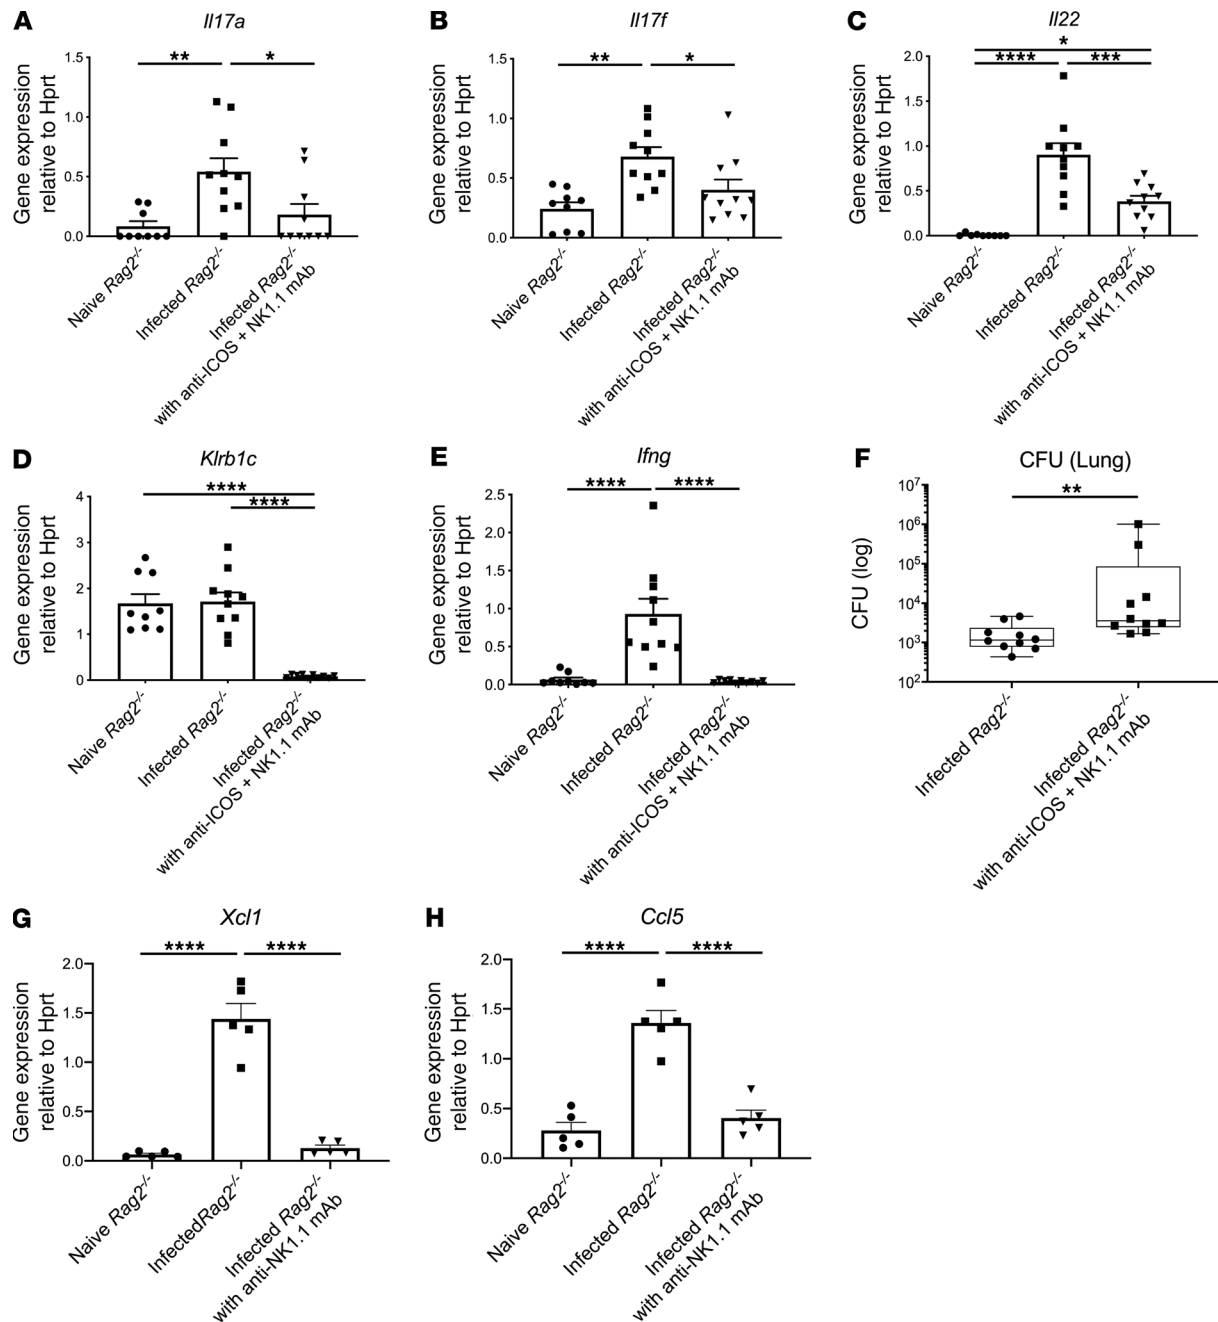 A
Il17a
Gene expression
relative to Hprt
1.5
1.0
0.5
0.0
**
*
Naive Rag2-/-
Infected Rag2-/-
Infected Rag2-/-
with anti-ICOS + NK1.1 mAb
B
Il17f
Gene expression
relative to Hprt
1.5
1.0
0.5
0.0
**
*
Naive Rag2-/-
Infected Rag2-/-
Infected Rag2-/-
with anti-ICOS + NK1.1 mAb
C
Il22
Gene expression
relative to Hprt
2.0
1.5
1.0
0.5
0.0
*
****
***
Naive Rag2-/-
Infected Rag2-/-
Infected Rag2-/-
with anti-ICOS + NK1.1 mAb
D
Klrb1c
Gene expression
relative to Hprt
4
3
2
1
0
****
****
Naive Rag2-/-
Infected Rag2-/-
Infected Rag2-/-
with anti-ICOS + NK1.1 mAb
E
Ifng
Gene expression
relative to Hprt
2.5
2.0
1.5
1.0
0.5
0.0
****
****
Naive Rag2-/-
Infected Rag2-/-
Infected Rag2-/-
with anti-ICOS + NK1.1 mAb
F
CFU (Lung)
CFU (log)
10⁷
10⁶
10⁵
10⁴
10³
10²
**
Infected Rag2-/-
Infected Rag2-/-
with anti-ICOS + NK1.1 mAb
G
Xcl1
Gene expression
relative to Hprt
2.0
1.5
1.0
0.5
0.0
****
****
Naive Rag2-/-
InfectedRag2-/-
Infected Rag2-/-
with anti-NK1.1 mAb
H
Ccl5
Gene expression
relative to Hprt
2.0
1.5
1.0
0.5
0.0
****
****
Naive Rag2-/-
Infected Rag2-/-
Infected Rag2-/-
with anti-NK1.1 mAb